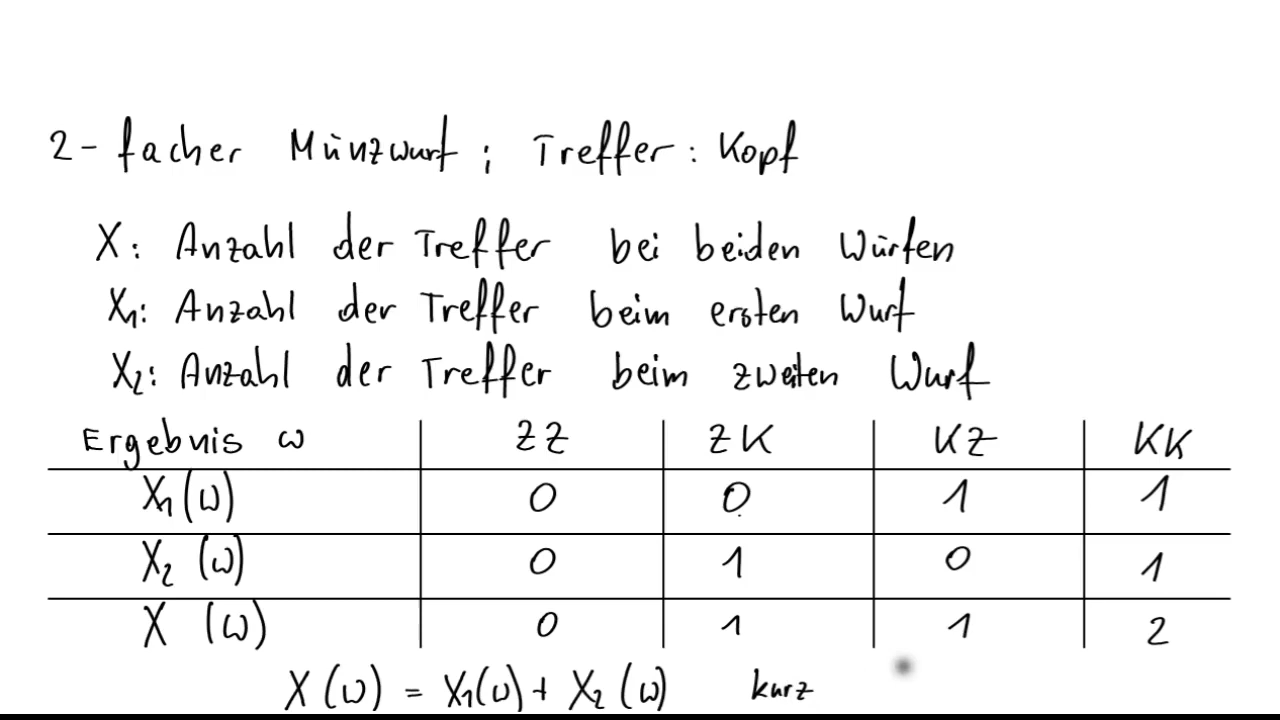 2-facher Münzwurf; Treffer: Kopf
X: Anzahl der Treffer bei beiden Würfen
X₁: Anzahl der Treffer beim ersten Wurf
X₂: Anzahl der Treffer beim zweiten Wurf
Ergebnis ω ZZ ZK KZ KK
X₁(ω) 0 0 1 1
X₂(ω) 0 1 0 1
X(ω) 0 1 1 2
X(ω) = X₁(ω) + X₂(ω) kurz